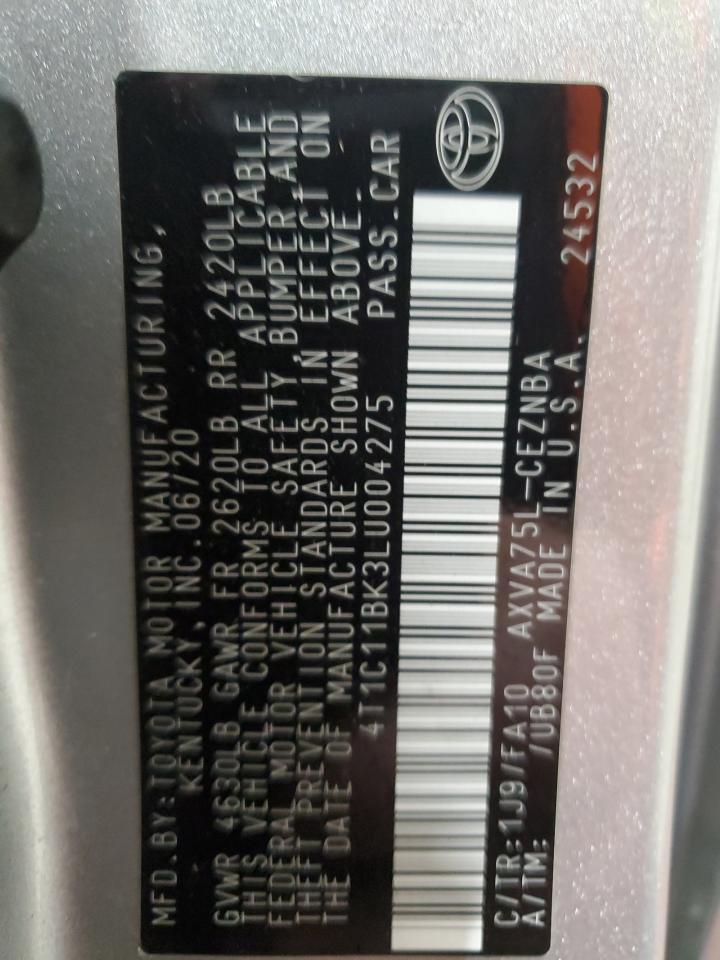 MFD.BY:TOYOTA MOTOR MANUFACTURING,
KENTUCKY,INC.06/20
GVWR 4630LB GAWR FR 2620LB RR 2420LB
THIS VEHICLE CONFORMS TO ALL APPLICABLE
FEDERAL MOTOR VEHICLE SAFETY,BUMPER,AND
THEFT PREVENTION STANDARDS IN EFFECT ON
THE DATE OF MANUFACTURE SHOWN ABOVE.
4T1C11BK3LU004275 PASS.CAR
C/TR:1J9/FA10 AXVA75L-CEZNBA
A/TM: /UB80F MADE IN U.S.A. 24532